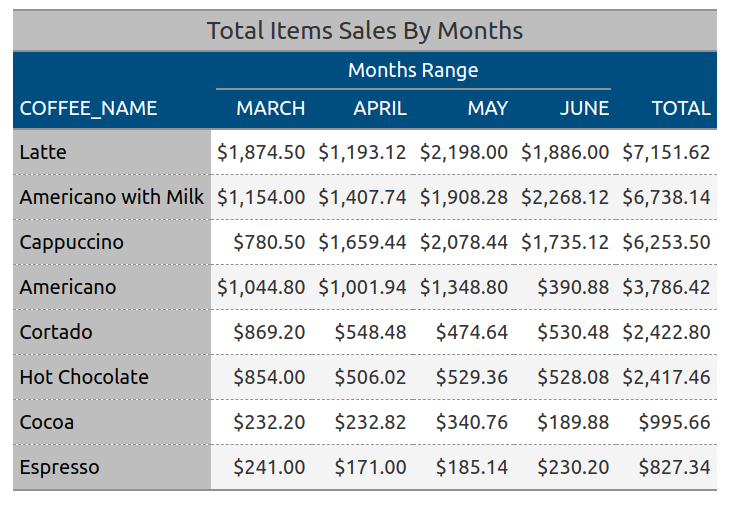 Total Items Sales By Months
Months Range
COFFEE_NAME MARCH APRIL MAY JUNE TOTAL
Latte $1,874.50 $1,193.12 $2,198.00 $1,886.00 $7,151.62
Americano with Milk $1,154.00 $1,407.74 $1,908.28 $2,268.12 $6,738.14
Cappuccino $780.50 $1,659.44 $2,078.44 $1,735.12 $6,253.50
Americano $1,044.80 $1,001.94 $1,348.80 $390.88 $3,786.42
Cortado $869.20 $548.48 $474.64 $530.48 $2,422.80
Hot Chocolate $854.00 $506.02 $529.36 $528.08 $2,417.46
Cocoa $232.20 $232.82 $340.76 $189.88 $995.66
Espresso $241.00 $171.00 $185.14 $230.20 $827.34